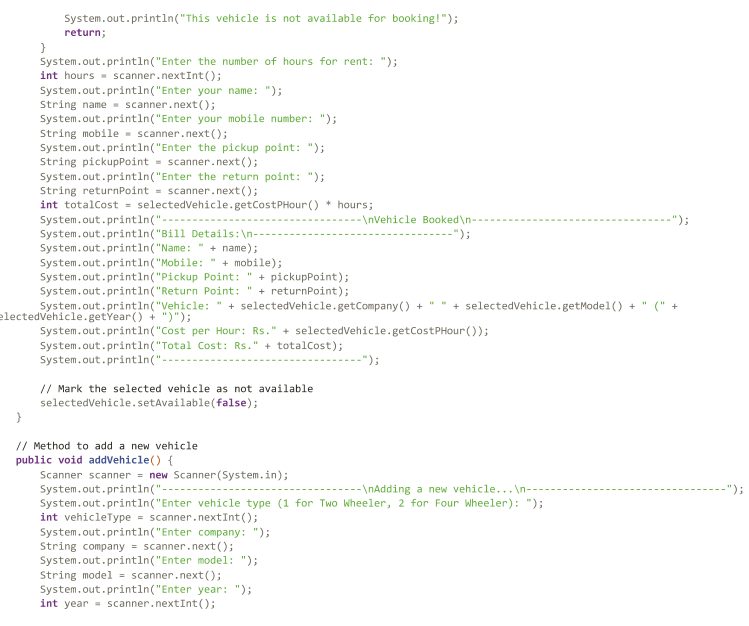 System.out.println("This vehicle is not available for booking!");
        return;
    }
    System.out.println("Enter the number of hours for rent: ");
    int hours = scanner.nextInt();
    System.out.println("Enter your name: ");
    String name = scanner.next();
    System.out.println("Enter your mobile number: ");
    String mobile = scanner.next();
    System.out.println("Enter the pickup point: ");
    String pickupPoint = scanner.next();
    System.out.println("Enter the return point: ");
    String returnPoint = scanner.next();
    int totalCost = selectedVehicle.getCostPHour() * hours;
    System.out.println("---------------------------------\nVehicle Booked\n---------------------------------");
    System.out.println("Bill Details:\n---------------------------------");
    System.out.println("Name: " + name);
    System.out.println("Mobile: " + mobile);
    System.out.println("Pickup Point: " + pickupPoint);
    System.out.println("Return Point: " + returnPoint);
    System.out.println("Vehicle: " + selectedVehicle.getCompany() + " " + selectedVehicle.getModel() + " (" +
electedVehicle.getYear() + ")");
    System.out.println("Cost per Hour: Rs." + selectedVehicle.getCostPHour());
    System.out.println("Total Cost: Rs." + totalCost);
    System.out.println("---------------------------------");

    // Mark the selected vehicle as not available
    selectedVehicle.setAvailable(false);
}

// Method to add a new vehicle
public void addVehicle() {
    Scanner scanner = new Scanner(System.in);
    System.out.println("---------------------------------\nAdding a new vehicle...\n---------------------------------");
    System.out.println("Enter vehicle type (1 for Two Wheeler, 2 for Four Wheeler): ");
    int vehicleType = scanner.nextInt();
    System.out.println("Enter company: ");
    String company = scanner.next();
    System.out.println("Enter model: ");
    String model = scanner.next();
    System.out.println("Enter year: ");
    int year = scanner.nextInt();